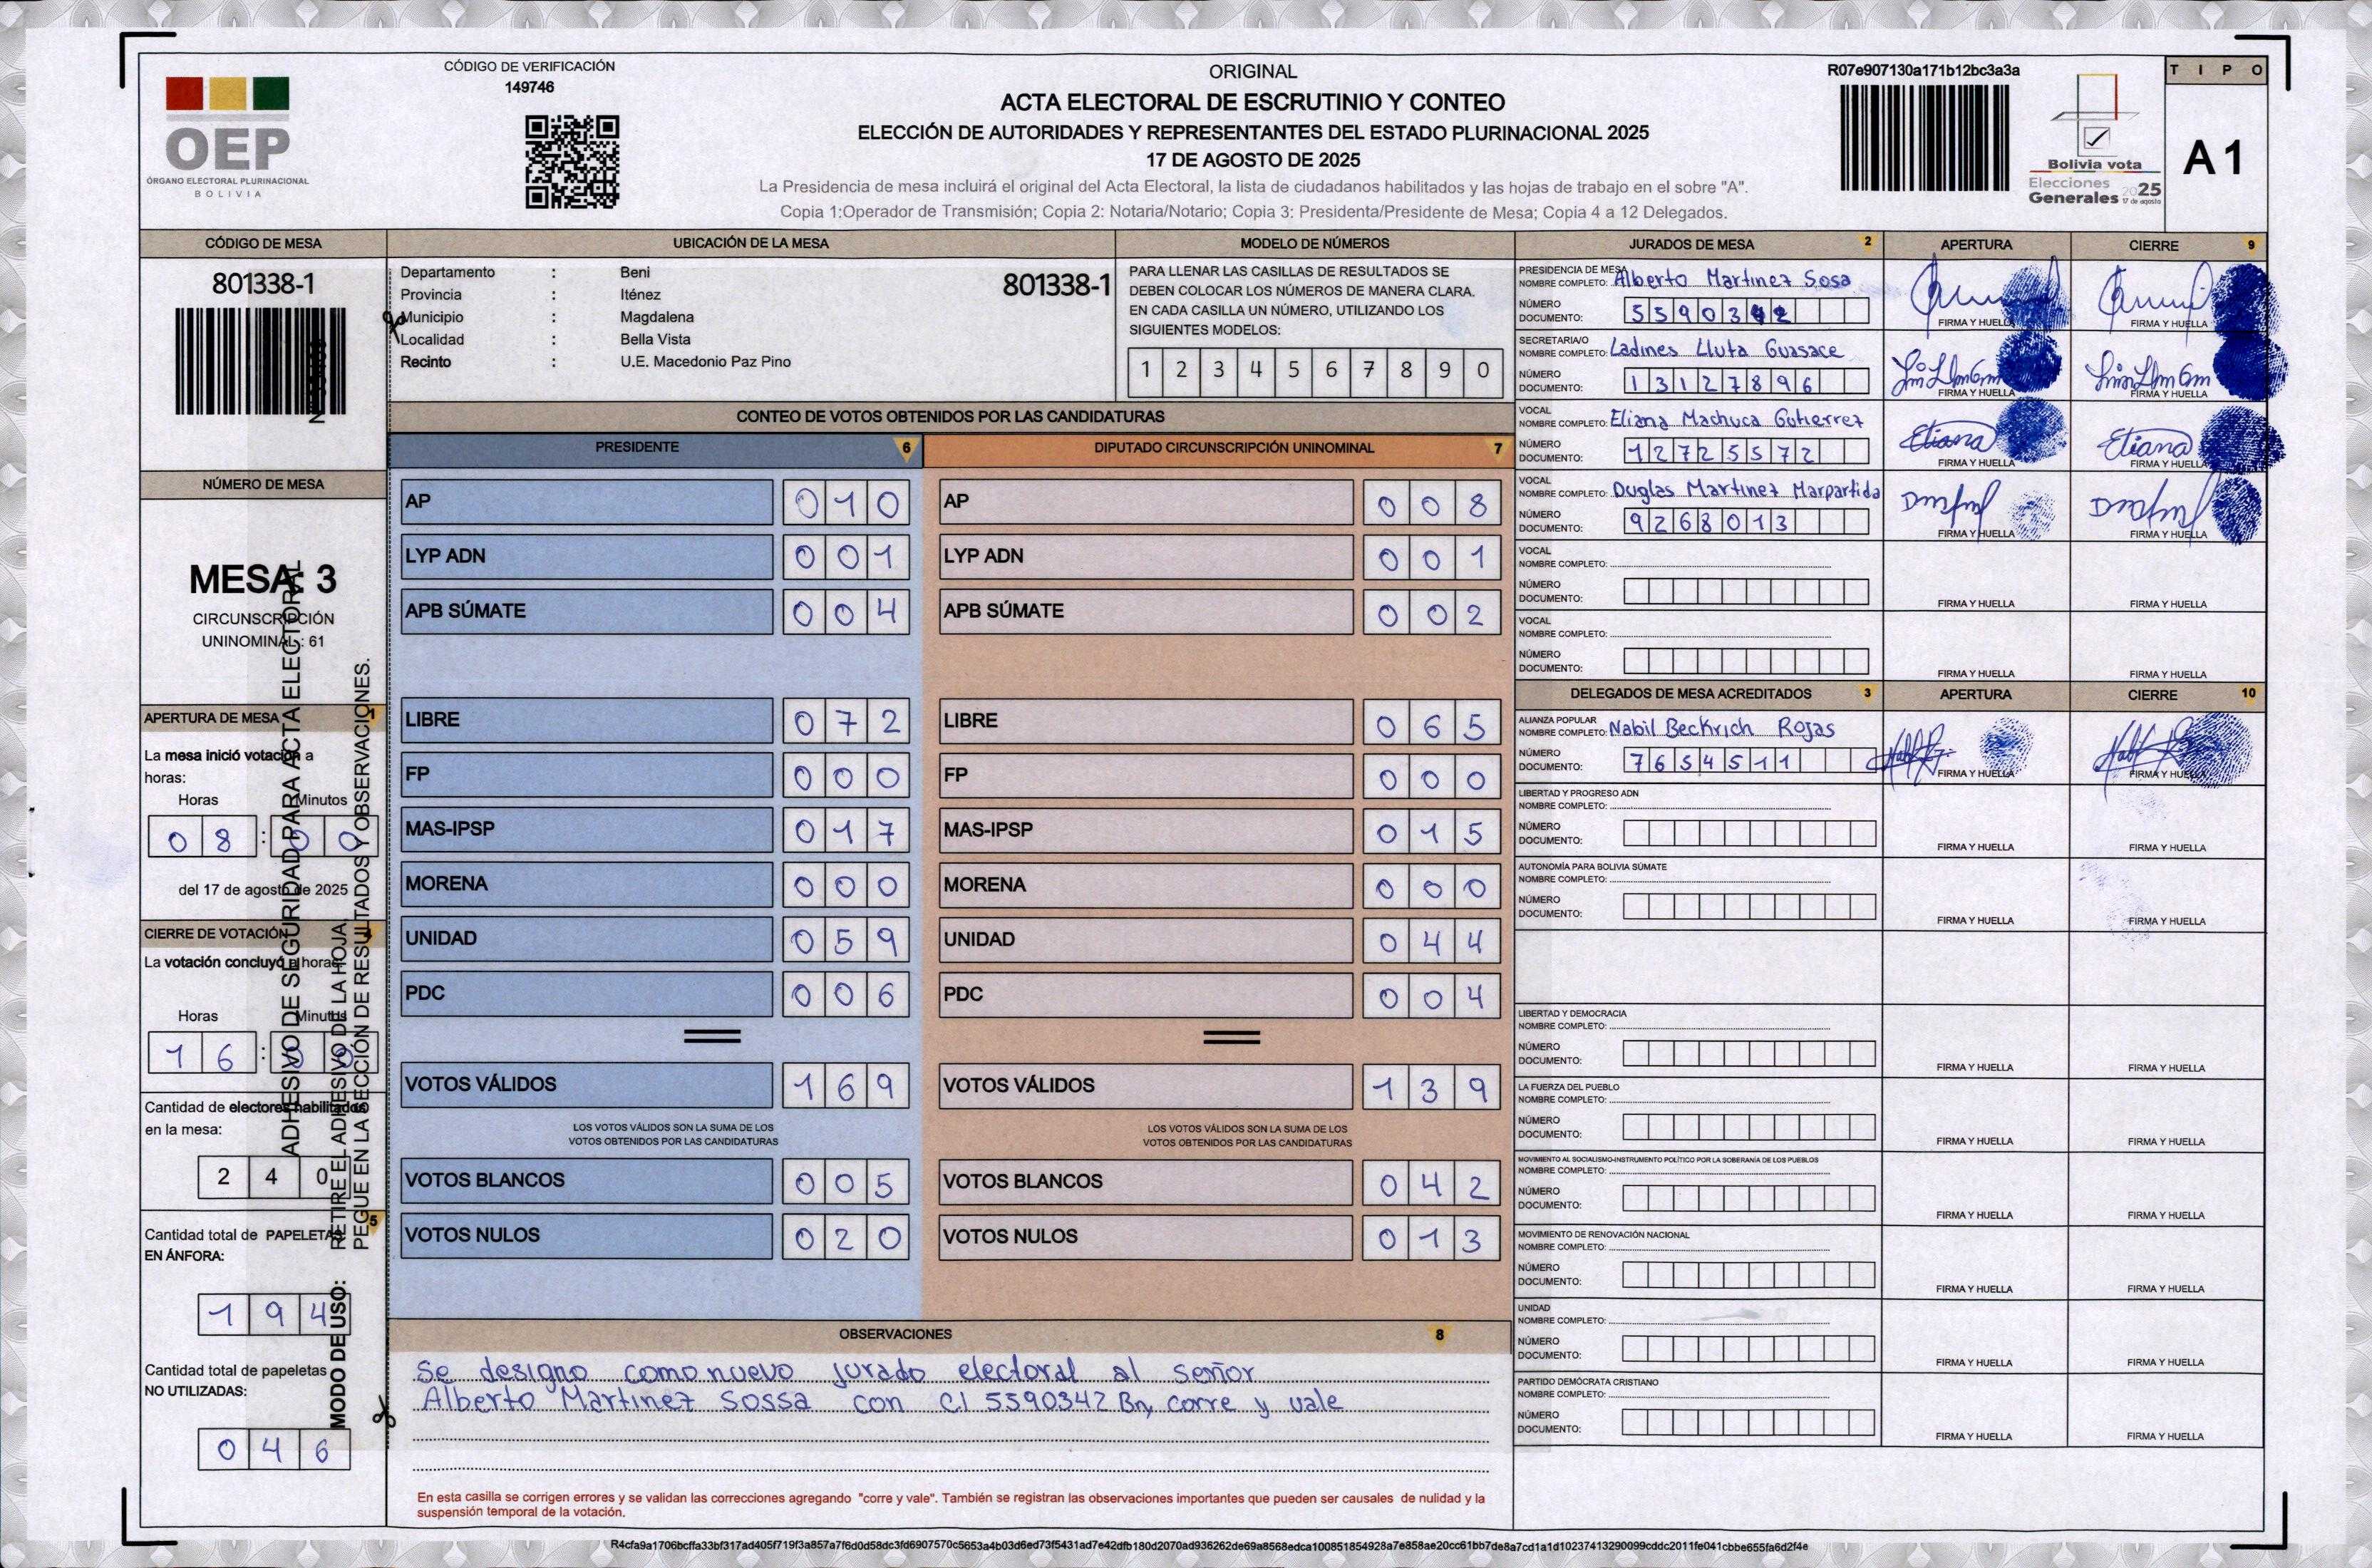 CÓDIGO DE VERIFICACIÓN
149746
OEP
ÓRGANO ELECTORAL PLURINACIONAL
BOLIVIA
ORIGINAL
ACTA ELECTORAL DE ESCRUTINIO Y CONTEO
ELECCIÓN DE AUTORIDADES Y REPRESENTANTES DEL ESTADO PLURINACIONAL 2025
17 DE AGOSTO DE 2025
La Presidencia de mesa incluirá el original del Acta Electoral, la lista de ciudadanos habilitados y las hojas de trabajo en el sobre "A".
Copia 1:Operador de Transmisión; Copia 2: Notaria/Notario; Copia 3: Presidenta/Presidente de Mesa; Copia 4 a 12 Delegados.
R07e907130a171b12bc3a3a
Bolivia vota
Elecciones
Generales 2025
17 de agosto
TIPO
A 1
CÓDIGO DE MESA
801338-1
NÚMERO DE MESA
MESA: 3
CIRCUNSCRIPCIÓN
UNINOMINAL : 61
APERTURA DE MESA 1
La mesa inició votación a
horas:
Horas Minutos
08 : 00
del 17 de agosto de 2025
CIERRE DE VOTACIÓN 4
La votación concluyó a horas:
Horas Minutos
16 : 00
Cantidad de electores habilitados
en la mesa:
240
5
Cantidad total de PAPELETAS
EN ÁNFORA:
194
Cantidad total de papeletas
NO UTILIZADAS:
046
ADHESIVO DE SEGURIDAD PARA ACTA ELECTORAL
MODO DE USO: RETIRE EL ADHESIVO DE LA HOJA,
PEGUE EN LA SECCIÓN DE RESULTADOS Y OBSERVACIONES.
UBICACIÓN DE LA MESA
Departamento : Beni 801338-1
Provincia : Iténez
Municipio : Magdalena
Localidad : Bella Vista
Recinto : U.E. Macedonio Paz Pino
MODELO DE NÚMEROS
PARA LLENAR LAS CASILLAS DE RESULTADOS SE
DEBEN COLOCAR LOS NÚMEROS DE MANERA CLARA.
EN CADA CASILLA UN NÚMERO, UTILIZANDO LOS
SIGUIENTES MODELOS:
1 2 3 4 5 6 7 8 9 0
CONTEO DE VOTOS OBTENIDOS POR LAS CANDIDATURAS
PRESIDENTE 6
AP 010
LYP ADN 001
APB SÚMATE 004
LIBRE 072
FP 000
MAS-IPSP 017
MORENA 000
UNIDAD 059
PDC 006
VOTOS VÁLIDOS 169
LOS VOTOS VÁLIDOS SON LA SUMA DE LOS
VOTOS OBTENIDOS POR LAS CANDIDATURAS
VOTOS BLANCOS 005
VOTOS NULOS 020
DIPUTADO CIRCUNSCRIPCIÓN UNINOMINAL 7
AP 008
LYP ADN 001
APB SÚMATE 002
LIBRE 065
FP 000
MAS-IPSP 015
MORENA 000
UNIDAD 044
PDC 004
VOTOS VÁLIDOS 139
LOS VOTOS VÁLIDOS SON LA SUMA DE LOS
VOTOS OBTENIDOS POR LAS CANDIDATURAS
VOTOS BLANCOS 042
VOTOS NULOS 013
OBSERVACIONES 8
Se designo como nuevo jurado electoral al señor
Alberto Martinez Sossa con C.I 5590342 Bn, corre y vale
En esta casilla se corrigen errores y se validan las correcciones agregando "corre y vale". También se registran las observaciones importantes que pueden ser causales de nulidad y la
suspensión temporal de la votación.
JURADOS DE MESA 2 APERTURA CIERRE 9
PRESIDENCIA DE MESA
NOMBRE COMPLETO: Alberto Martinez Sosa
NÚMERO
DOCUMENTO: 5590342
FIRMA Y HUELLA FIRMA Y HUELLA
SECRETARIA/O
NOMBRE COMPLETO: Ladines Lluta Guasace
NÚMERO
DOCUMENTO: 13127896
FIRMA Y HUELLA FIRMA Y HUELLA
VOCAL
NOMBRE COMPLETO: Eliana Machuca Gutierrez
NÚMERO
DOCUMENTO: 12725572
Eliana Eliana
FIRMA Y HUELLA FIRMA Y HUELLA
VOCAL
NOMBRE COMPLETO: Duglas Martinez Marpartida
NÚMERO
DOCUMENTO: 9268013
FIRMA Y HUELLA FIRMA Y HUELLA
VOCAL
NOMBRE COMPLETO:
NÚMERO
DOCUMENTO:
FIRMA Y HUELLA FIRMA Y HUELLA
VOCAL
NOMBRE COMPLETO:
NÚMERO
DOCUMENTO:
FIRMA Y HUELLA FIRMA Y HUELLA
DELEGADOS DE MESA ACREDITADOS 3 APERTURA CIERRE 10
ALIANZA POPULAR
NOMBRE COMPLETO: Nabil Beckrich Rojas
NÚMERO
DOCUMENTO: 7654511
FIRMA Y HUELLA FIRMA Y HUELLA
LIBERTAD Y PROGRESO ADN
NOMBRE COMPLETO:
NÚMERO
DOCUMENTO:
FIRMA Y HUELLA FIRMA Y HUELLA
AUTONOMÍA PARA BOLIVIA SÚMATE
NOMBRE COMPLETO:
NÚMERO
DOCUMENTO:
FIRMA Y HUELLA FIRMA Y HUELLA
LIBERTAD Y DEMOCRACIA
NOMBRE COMPLETO:
NÚMERO
DOCUMENTO:
FIRMA Y HUELLA FIRMA Y HUELLA
LA FUERZA DEL PUEBLO
NOMBRE COMPLETO:
NÚMERO
DOCUMENTO:
FIRMA Y HUELLA FIRMA Y HUELLA
MOVIMIENTO AL SOCIALISMO-INSTRUMENTO POLÍTICO POR LA SOBERANÍA DE LOS PUEBLOS
NOMBRE COMPLETO:
NÚMERO
DOCUMENTO:
FIRMA Y HUELLA FIRMA Y HUELLA
MOVIMIENTO DE RENOVACIÓN NACIONAL
NOMBRE COMPLETO:
NÚMERO
DOCUMENTO:
FIRMA Y HUELLA FIRMA Y HUELLA
UNIDAD
NOMBRE COMPLETO:
NÚMERO
DOCUMENTO:
FIRMA Y HUELLA FIRMA Y HUELLA
PARTIDO DEMÓCRATA CRISTIANO
NOMBRE COMPLETO:
NÚMERO
DOCUMENTO:
FIRMA Y HUELLA FIRMA Y HUELLA